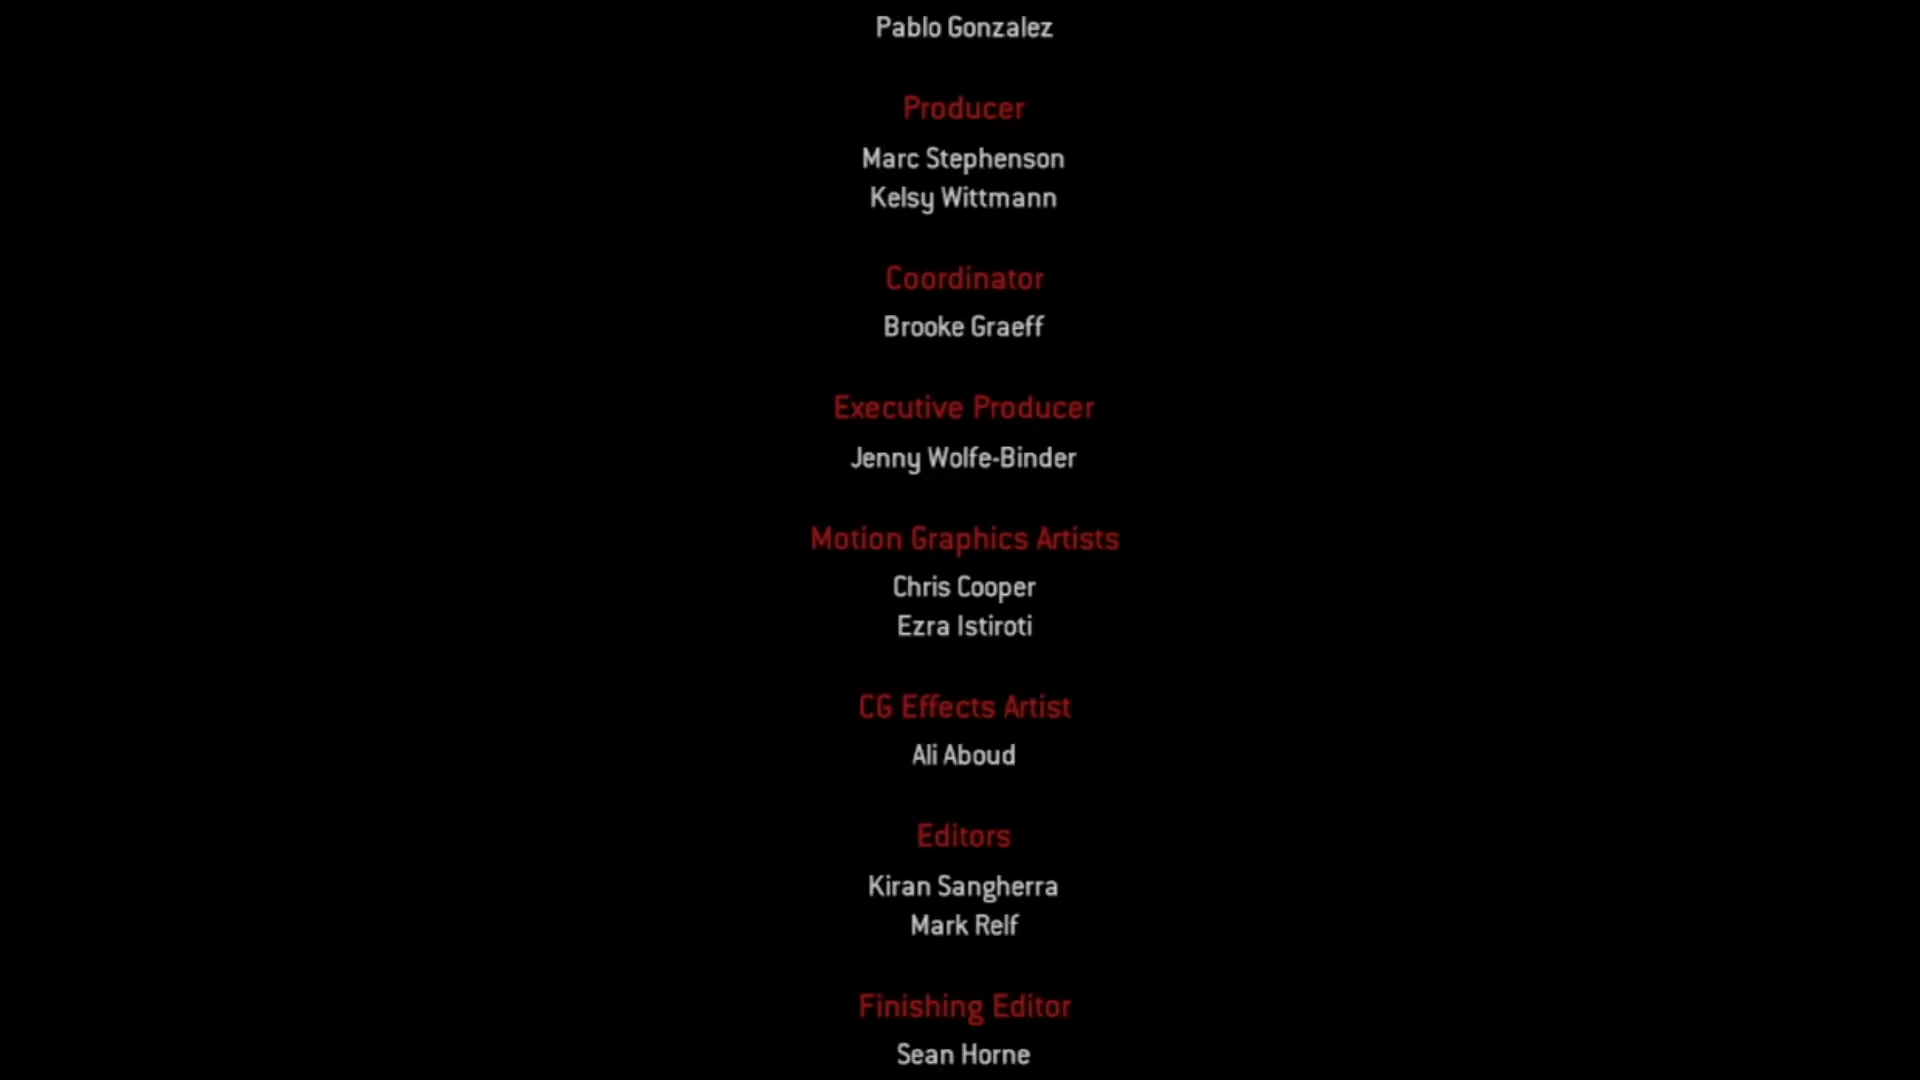 Pablo Gonzalez
Producer
Marc Stephenson
Kelsy Wittmann
Coordinator
Brooke Graeff
Executive Producer
Jenny Wolfe-Binder
Motion Graphics Artists
Chris Cooper
Ezra Istiroti
CG Effects Artist
Ali Aboud
Editors
Kiran Sangherra
Mark Relf
Finishing Editor
Sean Horne